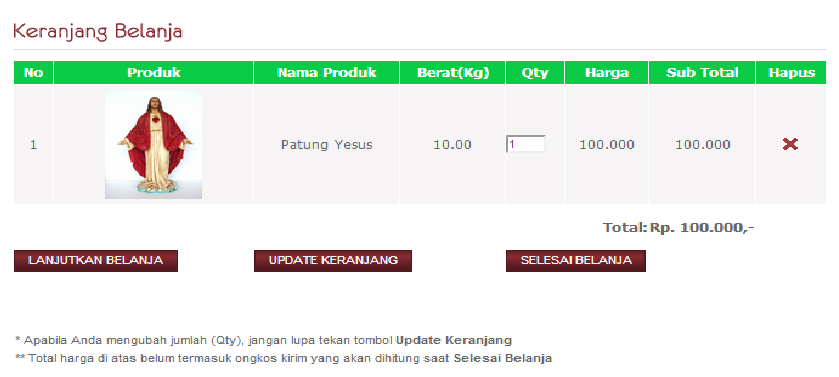 Keranjang Belanja
No Produk Nama Produk Berat(Kg) Qty Harga Sub Total Hapus
1 Patung Yesus 10.00 1 100.000 100.000
Total: Rp. 100.000,-
LANJUTKAN BELANJA UPDATE KERANJANG SELESAI BELANJA
* Apabila Anda mengubah jumlah (Qty), jangan lupa tekan tombol Update Keranjang
** Total harga di atas belum termasuk ongkos kirim yang akan dihitung saat Selesai Belanja